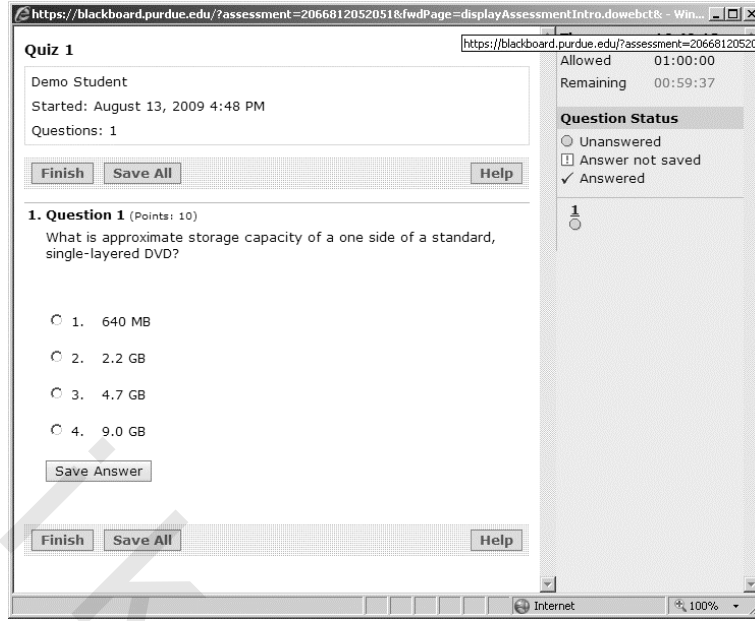 https://blackboard.purdue.edu/?assessment=2066812052051&fwdPage=displayAssessmentIntro.dowebct& - Win...
Quiz 1
Demo Student
Started: August 13, 2009 4:48 PM
Questions: 1
Finish Save All Help
1. Question 1 (Points: 10)
What is approximate storage capacity of a one side of a standard,
single-layered DVD?
1. 640 MB
2. 2.2 GB
3. 4.7 GB
4. 9.0 GB
Save Answer
Finish Save All Help
https://blackboard.purdue.edu/?assessment=20668120520
Allowed 01:00:00
Remaining 00:59:37
Question Status
Unanswered
! Answer not saved
✓ Answered
1
Internet 100%